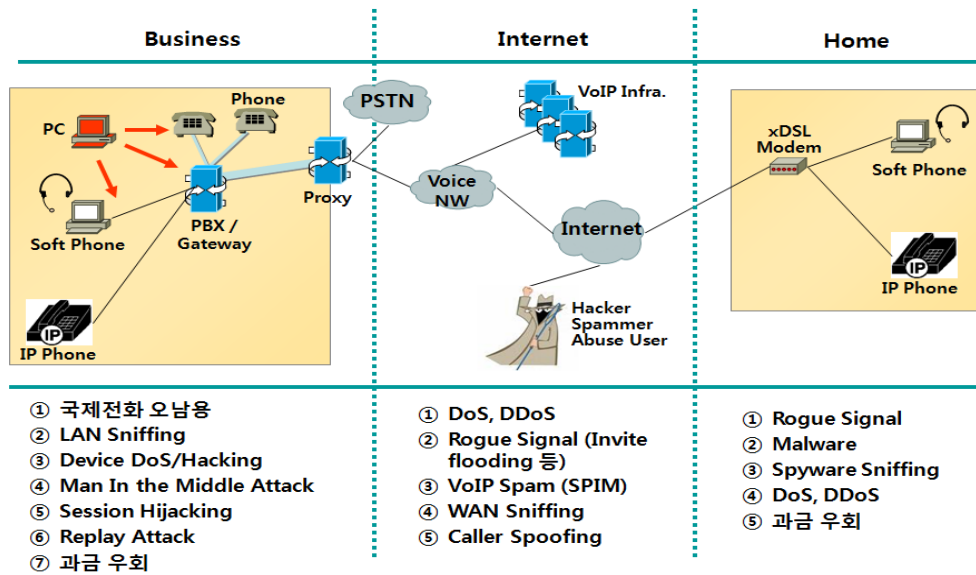 Business
Internet
Home
PC
Phone
PSTN
VoIP Infra.
xDSL
Modem
Soft Phone
Voice
NW
Proxy
PBX /
Gateway
Soft Phone
Internet
IP
IP Phone
IP
IP Phone
Hacker
Spammer
Abuse User
① 국제전화 오남용
② LAN Sniffing
③ Device DoS/Hacking
④ Man In the Middle Attack
⑤ Session Hijacking
⑥ Replay Attack
⑦ 과금 우회
① DoS, DDoS
② Rogue Signal (Invite
flooding 등)
③ VoIP Spam (SPIM)
④ WAN Sniffing
⑤ Caller Spoofing
① Rogue Signal
② Malware
③ Spyware Sniffing
④ DoS, DDoS
⑤ 과금 우회